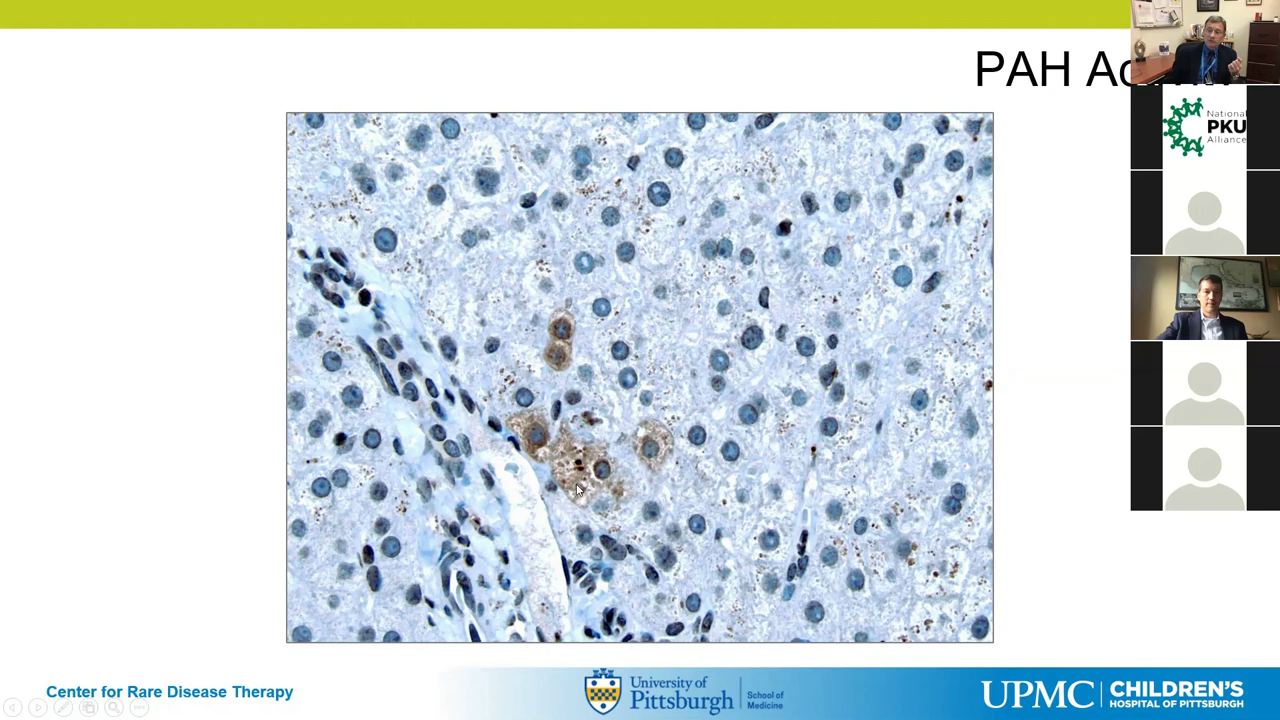 PAH
National
PKU
Alliance
Center for Rare Disease Therapy
University of
Pittsburgh
School of
Medicine
UPMC
CHILDREN'S
HOSPITAL OF PITTSBURGH